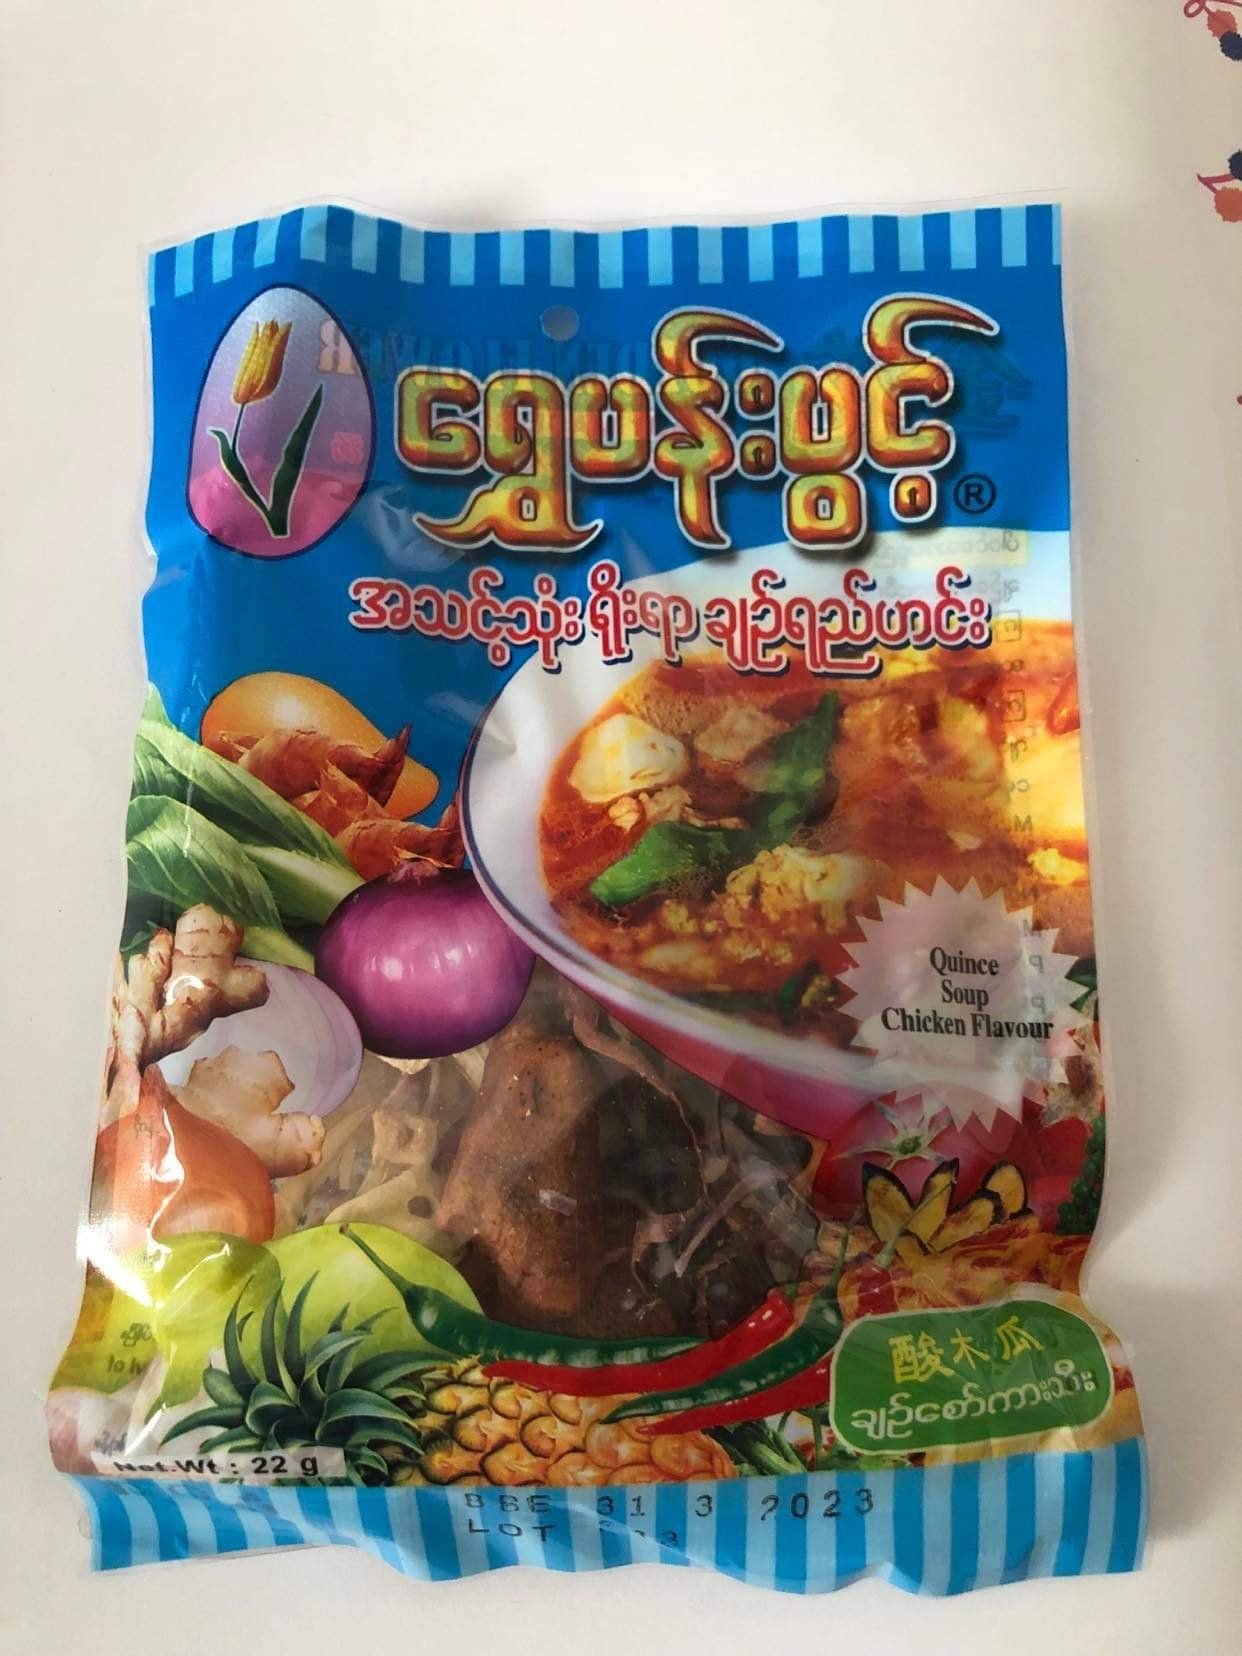 ရွှေပန်းပွင့်
®
အသင့်သုံး ရိုးရာ ချဉ်ရည်ဟင်း
Quince
Soup
Chicken Flavour
酸木瓜
ချဉ်စော်ကားသီး
Net.Wt : 22 g
BBE 31 3 2023
LOT